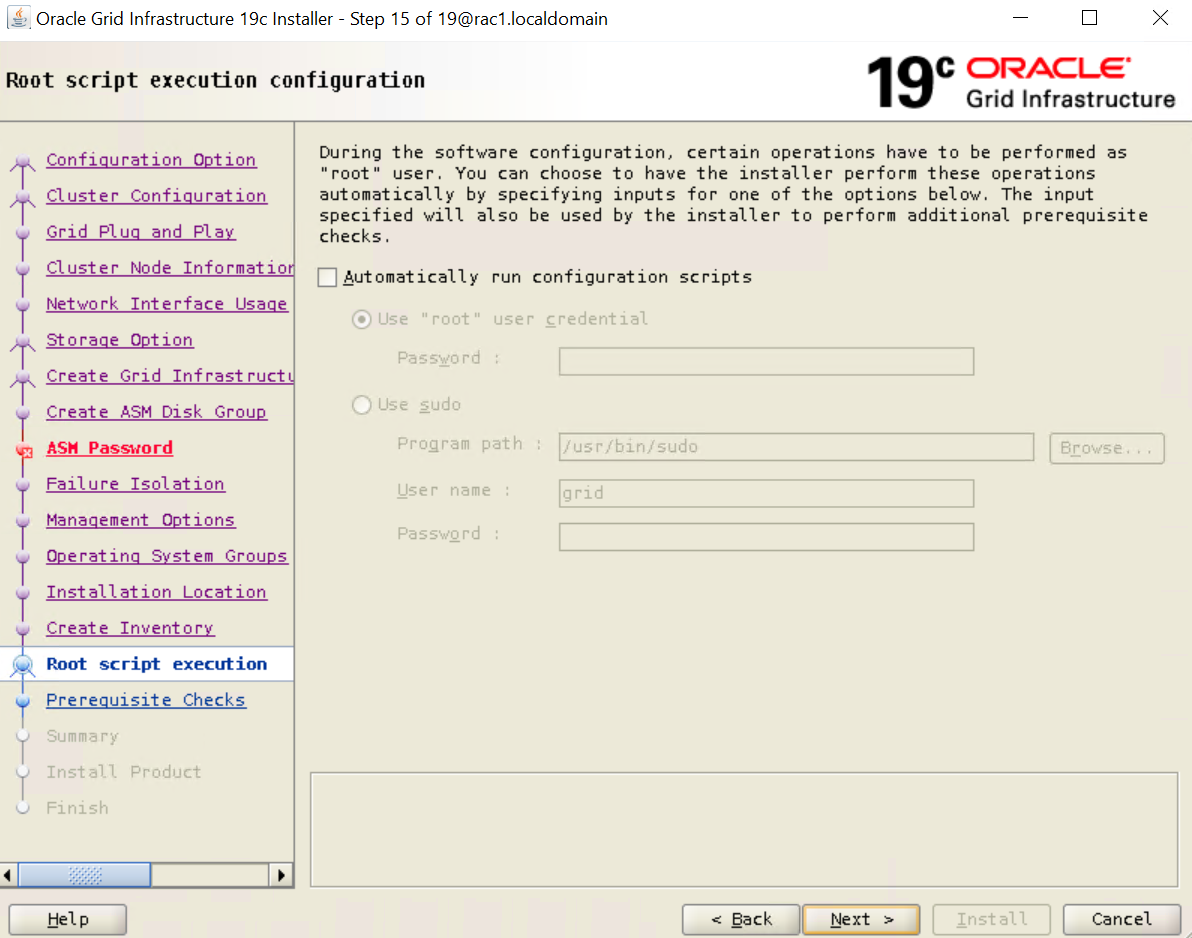 Oracle Grid Infrastructure 19c Installer - Step 15 of 19@rac1.localdomain
Root script execution configuration
19c ORACLE
Grid Infrastructure
Configuration Option
Cluster Configuration
Grid Plug and Play
Cluster Node Information
Network Interface Usage
Storage Option
Create Grid Infrastructu
Create ASM Disk Group
ASM Password
Failure Isolation
Management Options
Operating System Groups
Installation Location
Create Inventory
Root script execution
Prerequisite Checks
Summary
Install Product
Finish
During the software configuration, certain operations have to be performed as
"root" user. You can choose to have the installer perform these operations
automatically by specifying inputs for one of the options below. The input
specified will also be used by the installer to perform additional prerequisite
checks.
Automatically run configuration scripts
Use "root" user credential
Password :
Use sudo
Program path : /usr/bin/sudo Browse...
User name : grid
Password :
Help < Back Next > Install Cancel